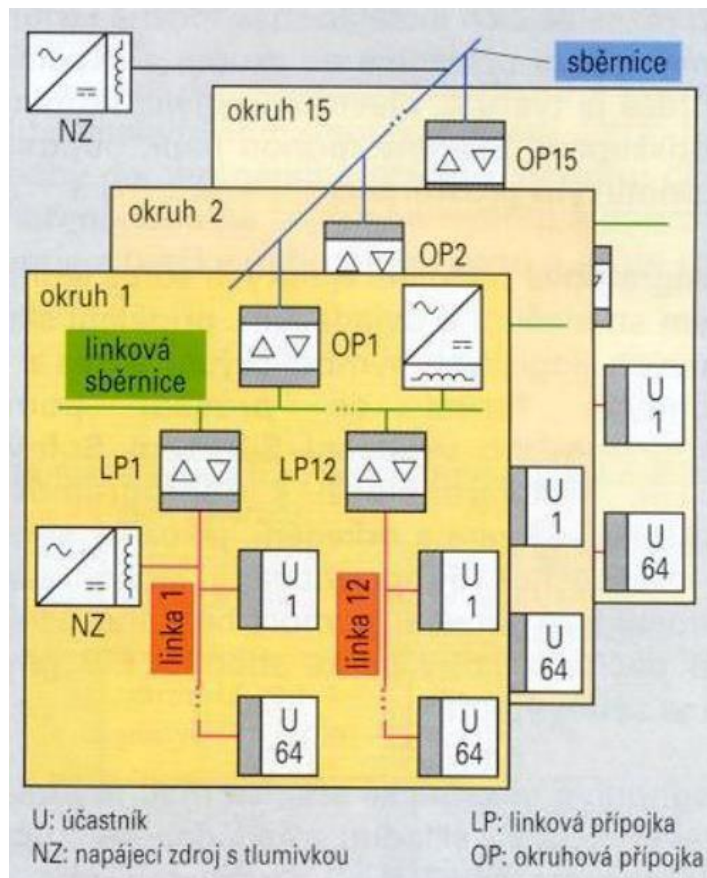 sběrnice
NZ
okruh 15
OP15
okruh 2
OP2
okruh 1
OP1
linková
sběrnice
LP1
LP12
U
1
U
64
U
1
U
64
NZ
linka 1
linka 12
U
1
U
1
U
64
U
64
U: účastník
NZ: napájecí zdroj s tlumivkou
LP: linková přípojka
OP: okruhová přípojka